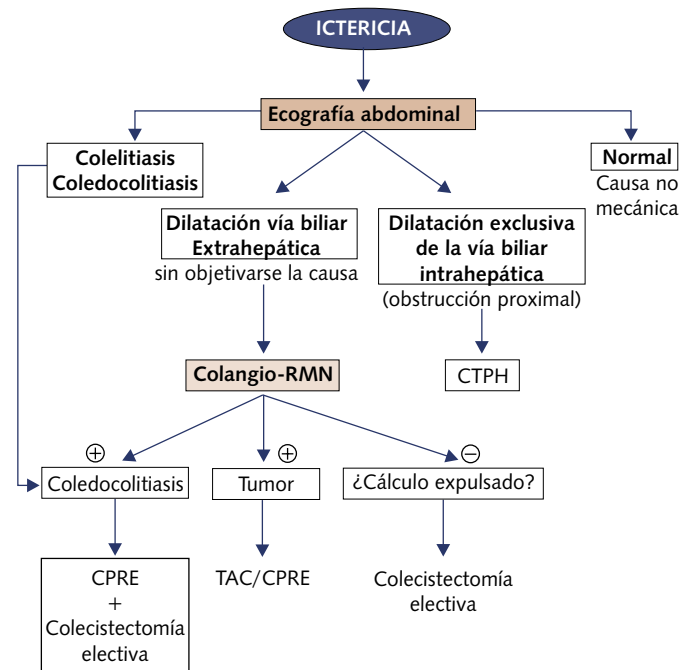 ICTERICIA
Ecografía abdominal
Colelitiasis
Coledocolitiasis
Normal
Causa no
mecánica
Dilatación vía biliar
Extrahepática
sin objetivarse la causa
Dilatación exclusiva
de la vía biliar
intrahepática
(obstrucción proximal)
Colangio-RMN
CTPH
+
+
−
Coledocolitiasis
Tumor
¿Cálculo expulsado?
CPRE
+
Colecistectomía
electiva
TAC/CPRE
Colecistectomía
electiva